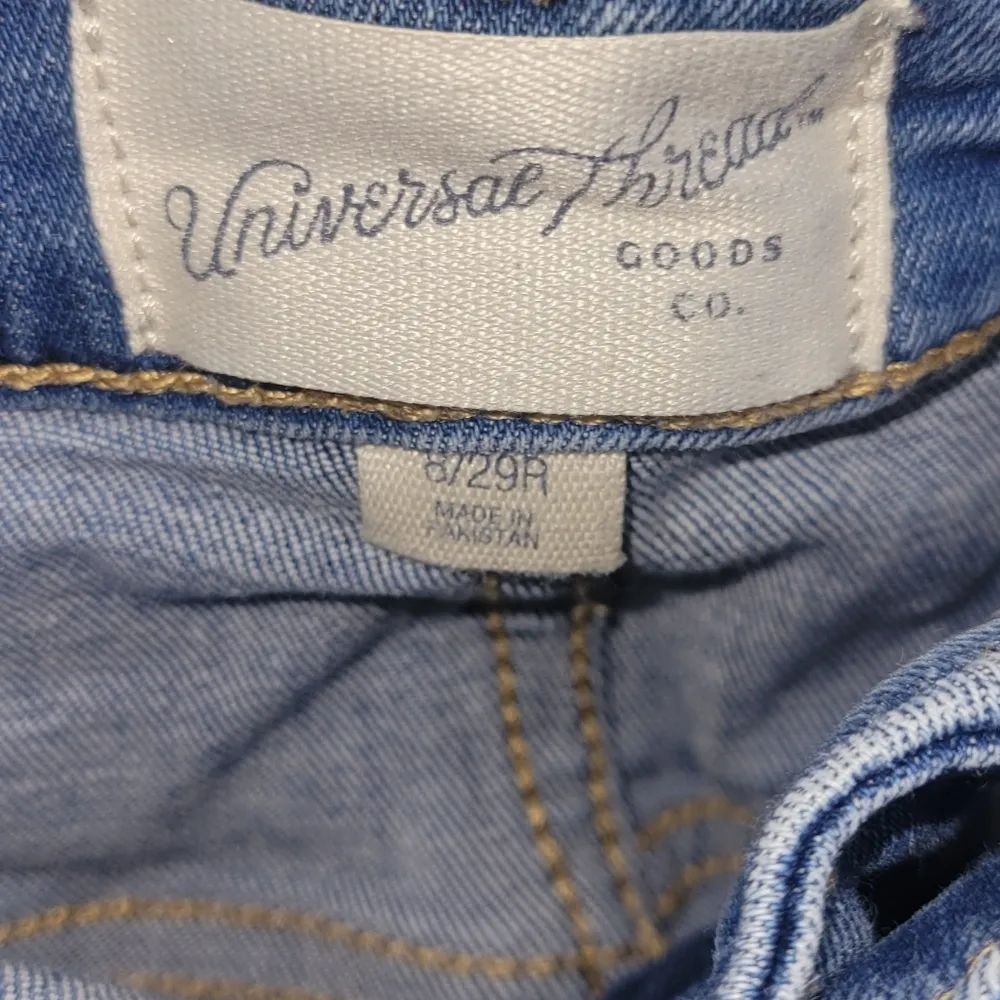 Universal Thread™
GOODS
CO.
8/29R
MADE IN
PAKISTAN